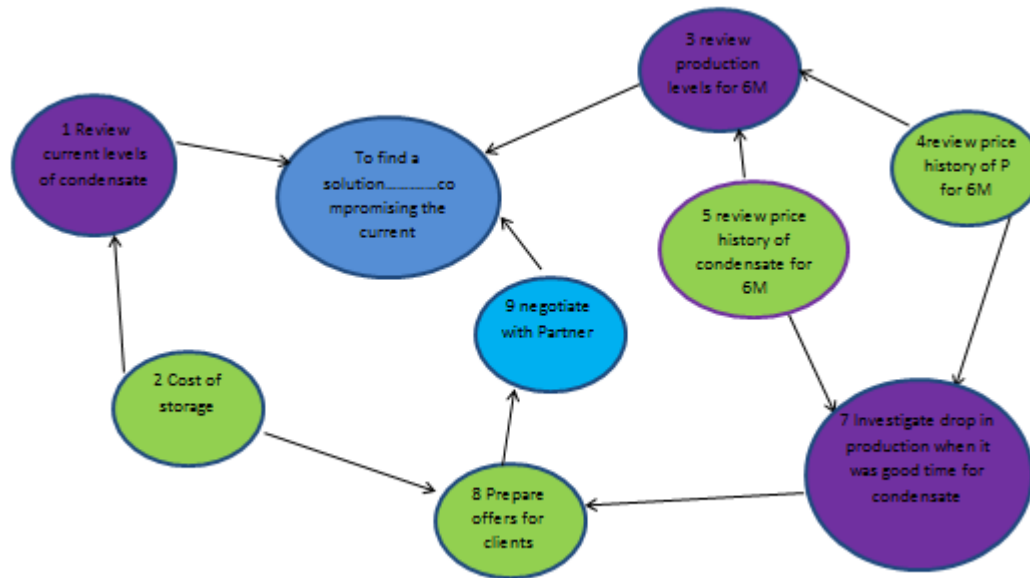 1 Review
current levels
of condensate
To find a
solution...............co
mpromising the
current
3 review
production
levels for 6M
4review price
history of P
for 6M
5 review price
history of
condensate for
6M
9 negotiate
with Partner
2 Cost of
storage
7 Investigate drop in
production when it
was good time for
condensate
8 Prepare
offers for
clients